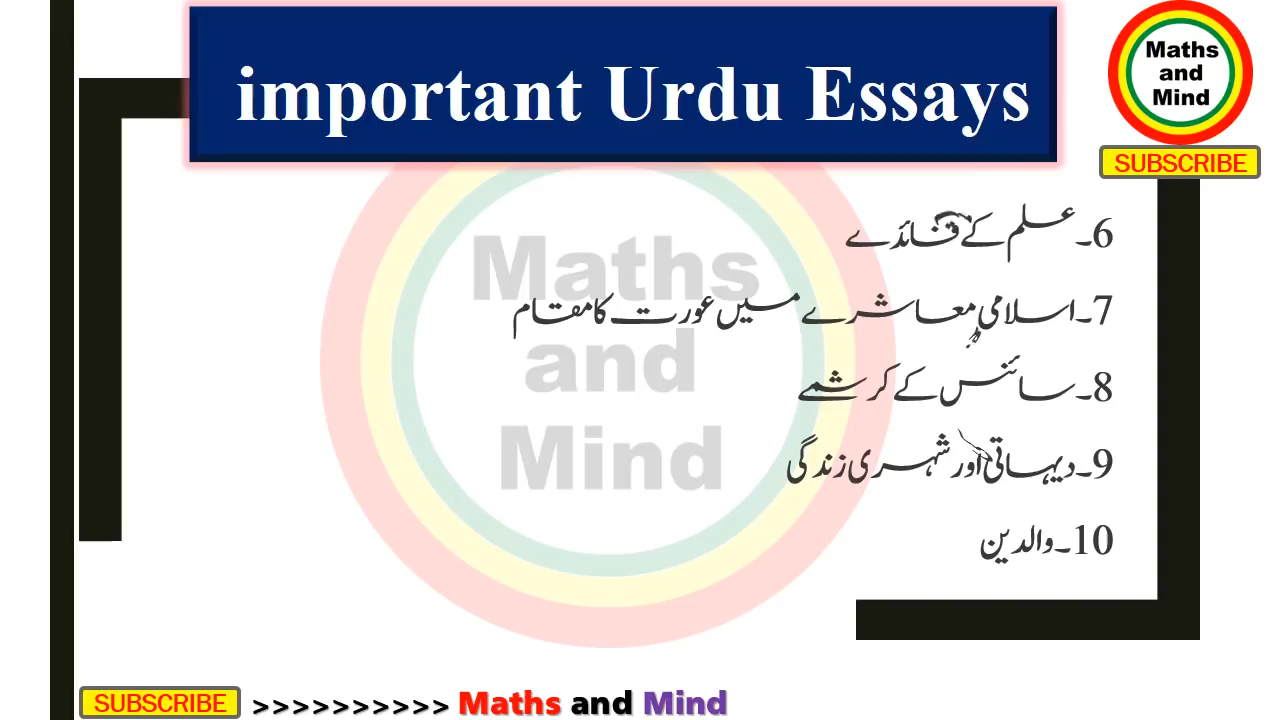 important Urdu Essays
Maths
and
Mind
SUBSCRIBE
6۔علم کے فائدے
7۔اسلامی معاشرے میں عورت کا مقام
8۔سائنس کے کرشمے
9۔دیہاتی اور شہری زندگی
10۔والدین
Maths
and
Mind
SUBSCRIBE >>>>>>>>>> Maths and Mind